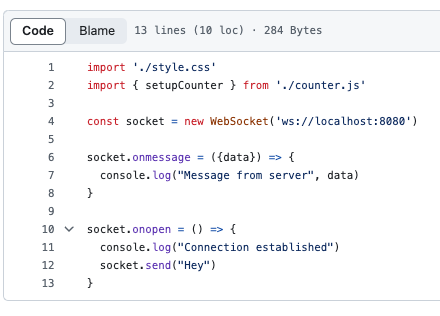 Code Blame 13 lines (10 loc) · 284 Bytes
1 import './style.css'
2 import { setupCounter } from './counter.js'
3
4 const socket = new WebSocket('ws://localhost:8080')
5
6 socket.onmessage = ({data}) => {
7   console.log("Message from server", data)
8 }
9
10 socket.onopen = () => {
11   console.log("Connection established")
12   socket.send("Hey")
13 }